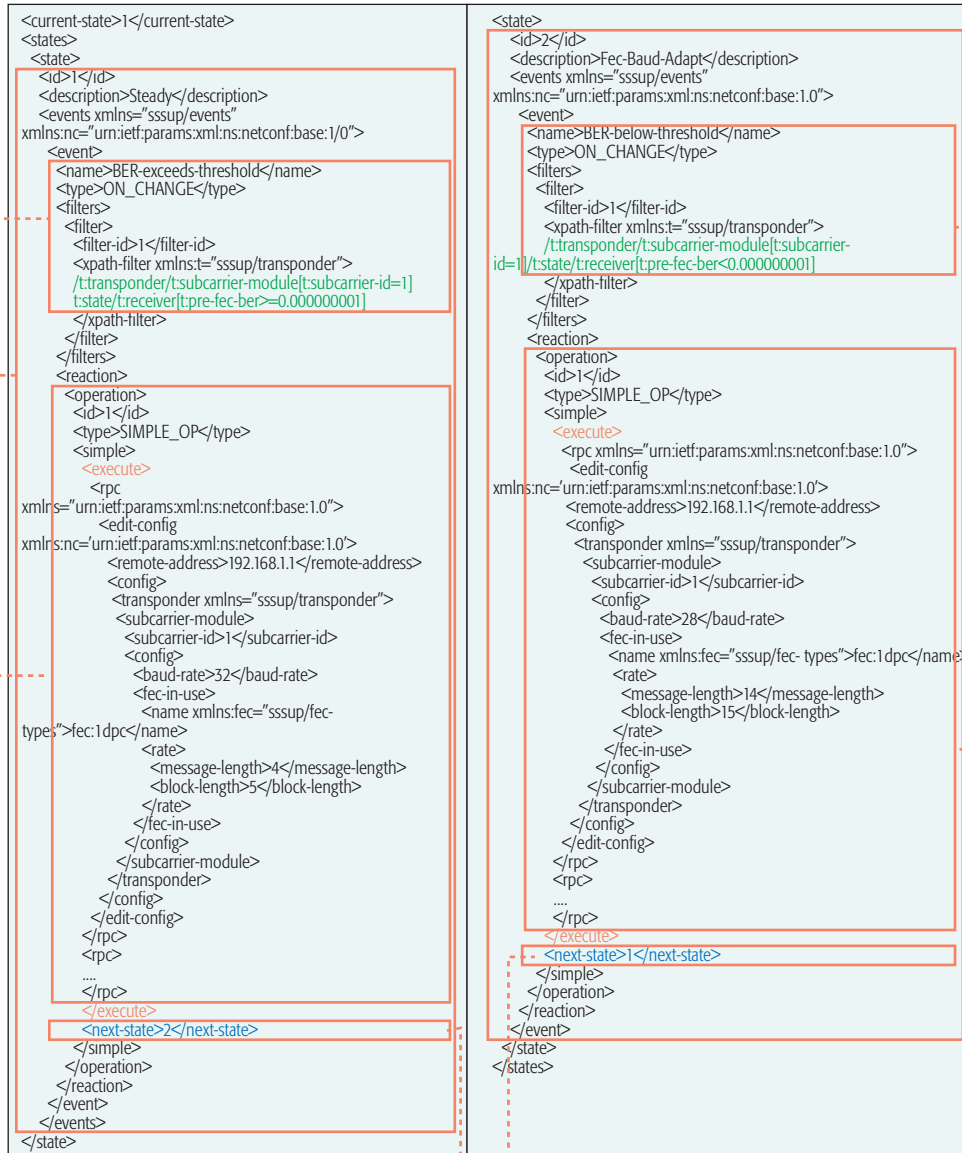 <current-state>1</current-state>
<states>
<state>
<id>1</id>
<description>Steady</description>
<events xmlns="sssup/events"
xmlns:nc="urn:ietf:params:xml:ns:netconf:base:1/0">
<event>
<name>BER-exceeds-threshold</name>
<type>ON_CHANGE</type>
<filters>
<filter>
<filter-id>1</filter-id>
<xpath-filter xmlns:t="sssup/transponder">
/t:transponder/t:subcarrier-module[t:subcarrier-id=1]
t:state/t:receiver[t:pre-fec-ber>=0.000000001]
</xpath-filter>
</filter>
</filters>
<reaction>
<operation>
<id>1</id>
<type>SIMPLE_OP</type>
<simple>
<execute>
<rpc
xmlns="urn:ietf:params:xml:ns:netconf:base:1.0">
<edit-config
xmlns:nc='urn:ietf:params:xml:ns:netconf:base:1.0'>
<remote-address>192.168.1.1</remote-address>
<config>
<transponder xmlns="sssup/transponder">
<subcarrier-module>
<subcarrier-id>1</subcarrier-id>
<config>
<baud-rate>32</baud-rate>
<fec-in-use>
<name xmlns:fec="sssup/fec-
types">fec:1dpc</name>
<rate>
<message-length>4</message-length>
<block-length>5</block-length>
</rate>
</fec-in-use>
</config>
</subcarrier-module>
</transponder>
</config>
</edit-config>
</rpc>
<rpc>
....
</rpc>
</execute>
<next-state>2</next-state>
</simple>
</operation>
</reaction>
</event>
</events>
</state>
<state>
<id>2</id>
<description>Fec-Baud-Adapt</description>
<events xmlns="sssup/events"
xmlns:nc="urn:ietf:params:xml:ns:netconf:base:1.0">
<event>
<name>BER-below-threshold</name>
<type>ON_CHANGE</type>
<filters>
<filter>
<filter-id>1</filter-id>
<xpath-filter xmlns:t="sssup/transponder">
/t:transponder/t:subcarrier-module[t:subcarrier-
id=1]/t:state/t:receiver[t:pre-fec-ber<0.000000001]
</xpath-filter>
</filter>
</filters>
<reaction>
<operation>
<id>1</id>
<type>SIMPLE_OP</type>
<simple>
<execute>
<rpc xmlns="urn:ietf:params:xml:ns:netconf:base:1.0">
<edit-config
xmlns:nc='urn:ietf:params:xml:ns:netconf:base:1.0'>
<remote-address>192.168.1.1</remote-address>
<config>
<transponder xmlns="sssup/transponder">
<subcarrier-module>
<subcarrier-id>1</subcarrier-id>
<config>
<baud-rate>28</baud-rate>
<fec-in-use>
<name xmlns:fec="sssup/fec- types">fec:1dpc</name>
<rate>
<message-length>14</message-length>
<block-length>15</block-length>
</rate>
</fec-in-use>
</config>
</subcarrier-module>
</transponder>
</config>
</edit-config>
</rpc>
<rpc>
....
</rpc>
</execute>
<next-state>1</next-state>
</simple>
</operation>
</reaction>
</event>
</state>
</states>